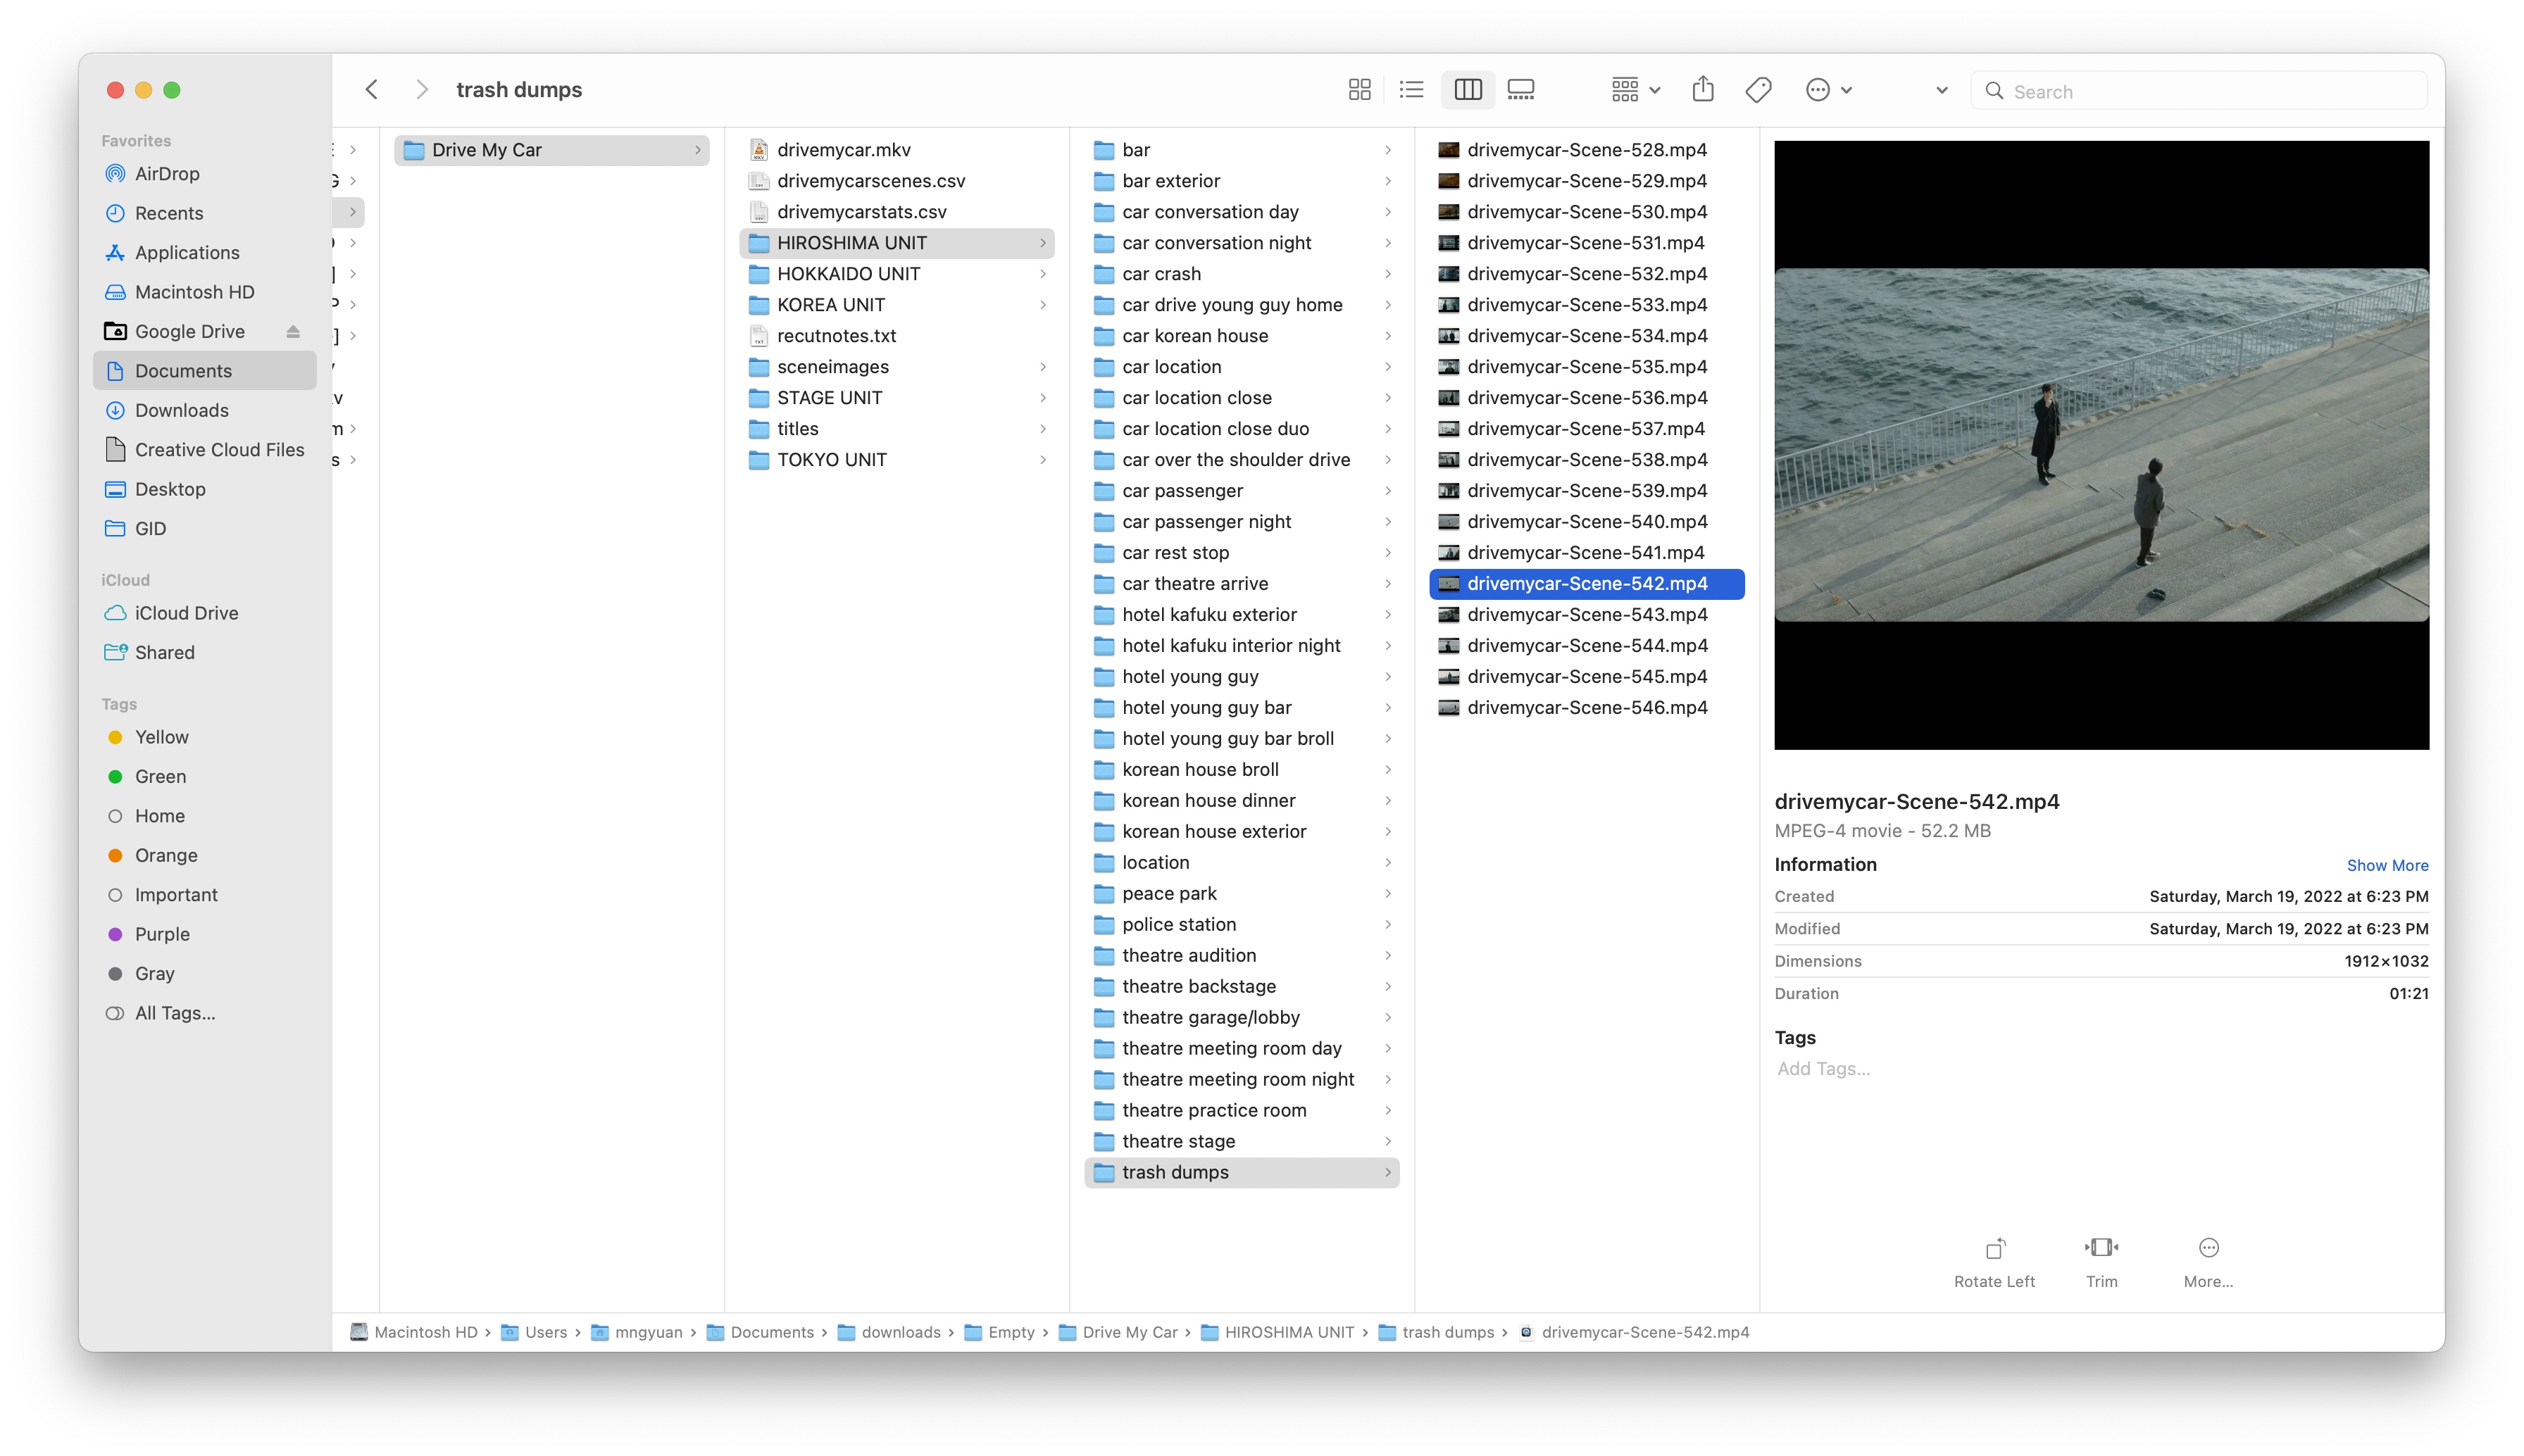 trash dumps
Search
Favorites
AirDrop
Recents
Applications
Macintosh HD
Google Drive
Documents
Downloads
Creative Cloud Files
Desktop
GID
iCloud
iCloud Drive
Shared
Tags
Yellow
Green
Home
Orange
Important
Purple
Gray
All Tags...
Drive My Car
drivemycar.mkv
drivemycarscenes.csv
drivemycarstats.csv
HIROSHIMA UNIT
HOKKAIDO UNIT
KOREA UNIT
recutnotes.txt
sceneimages
STAGE UNIT
titles
TOKYO UNIT
bar
bar exterior
car conversation day
car conversation night
car crash
car drive young guy home
car korean house
car location
car location close
car location close duo
car over the shoulder drive
car passenger
car passenger night
car rest stop
car theatre arrive
hotel kafuku exterior
hotel kafuku interior night
hotel young guy
hotel young guy bar
hotel young guy bar broll
korean house broll
korean house dinner
korean house exterior
location
peace park
police station
theatre audition
theatre backstage
theatre garage/lobby
theatre meeting room day
theatre meeting room night
theatre practice room
theatre stage
trash dumps
drivemycar-Scene-528.mp4
drivemycar-Scene-529.mp4
drivemycar-Scene-530.mp4
drivemycar-Scene-531.mp4
drivemycar-Scene-532.mp4
drivemycar-Scene-533.mp4
drivemycar-Scene-534.mp4
drivemycar-Scene-535.mp4
drivemycar-Scene-536.mp4
drivemycar-Scene-537.mp4
drivemycar-Scene-538.mp4
drivemycar-Scene-539.mp4
drivemycar-Scene-540.mp4
drivemycar-Scene-541.mp4
drivemycar-Scene-542.mp4
drivemycar-Scene-543.mp4
drivemycar-Scene-544.mp4
drivemycar-Scene-545.mp4
drivemycar-Scene-546.mp4
drivemycar-Scene-542.mp4
MPEG-4 movie - 52.2 MB
Information Show More
Created Saturday, March 19, 2022 at 6:23 PM
Modified Saturday, March 19, 2022 at 6:23 PM
Dimensions 1912×1032
Duration 01:21
Tags
Add Tags...
Rotate Left Trim More...
Macintosh HD › Users › mngyuan › Documents › downloads › Empty › Drive My Car › HIROSHIMA UNIT › trash dumps › drivemycar-Scene-542.mp4